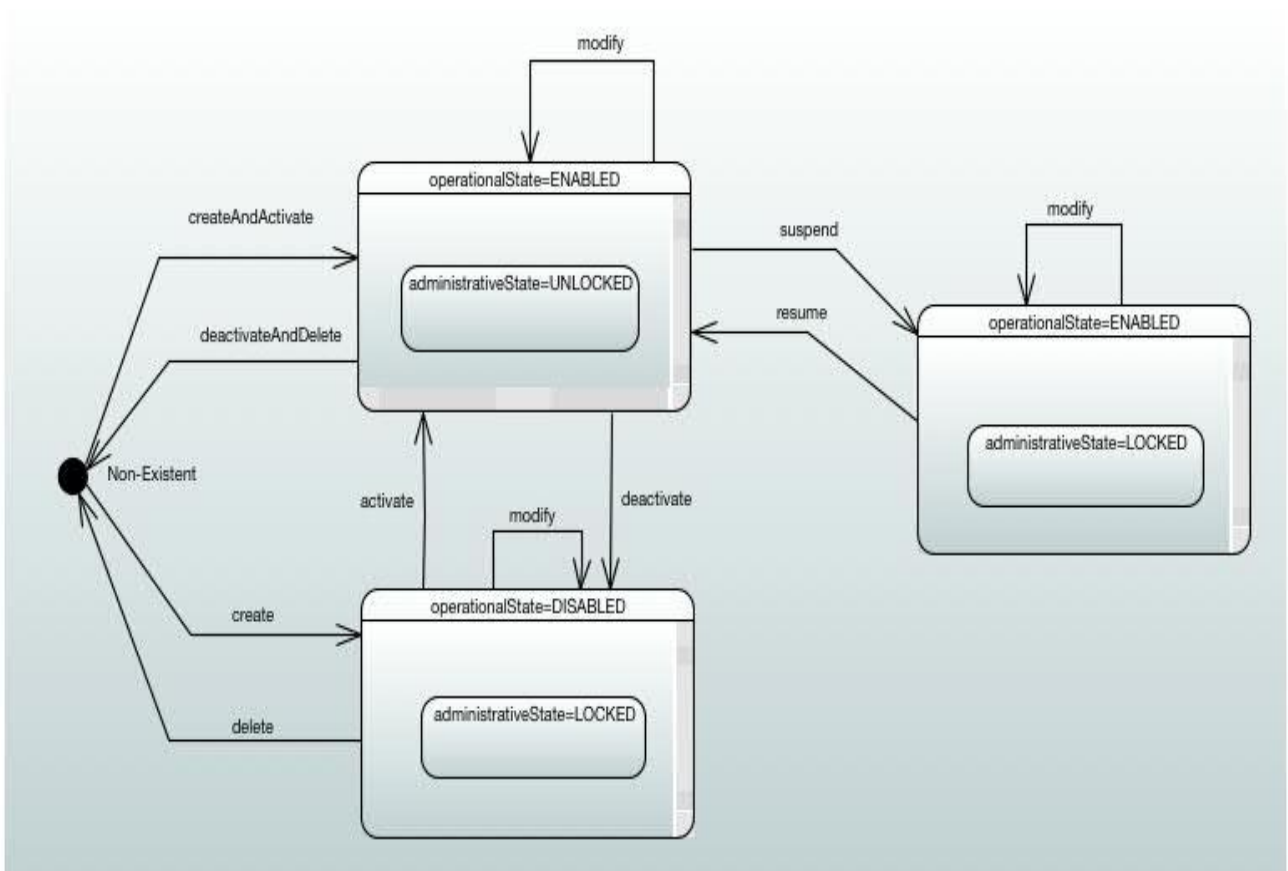 modify
operationalState=ENABLED
createAndActivate
suspend
modify
administrativeState=UNLOCKED
resume
operationalState=ENABLED
deactivateAndDelete
administrativeState=LOCKED
Non-Existent
activate
deactivate
modify
operationalState=DISABLED
create
administrativeState=LOCKED
delete